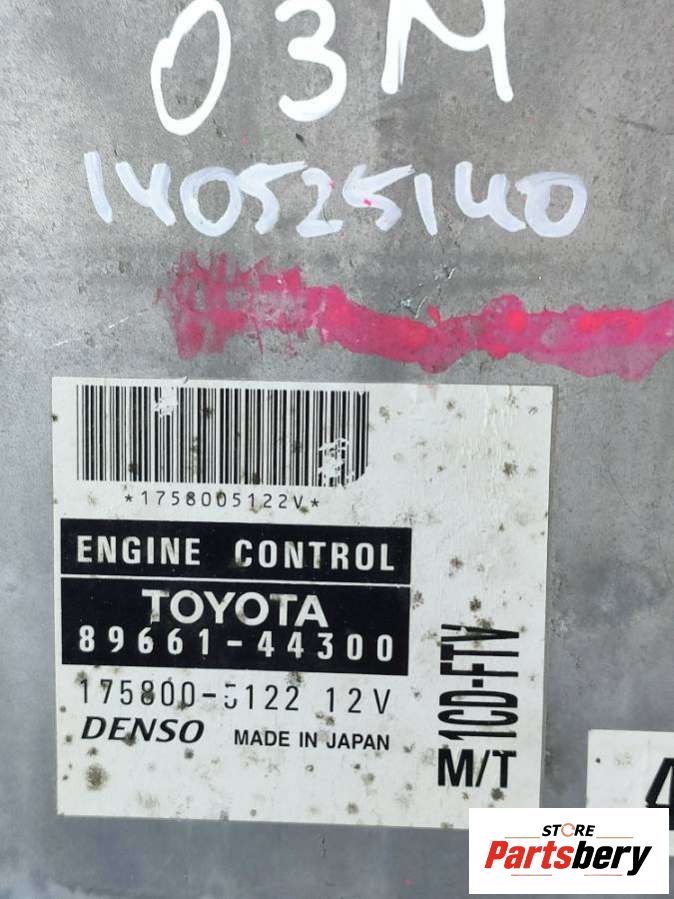 03M
140525140
*1758005122V*
ENGINE CONTROL
TOYOTA
89661-44300
175800-5122 12V
DENSO MADE IN JAPAN
1CD-FTV
M/T
4
STORE
Partsbery